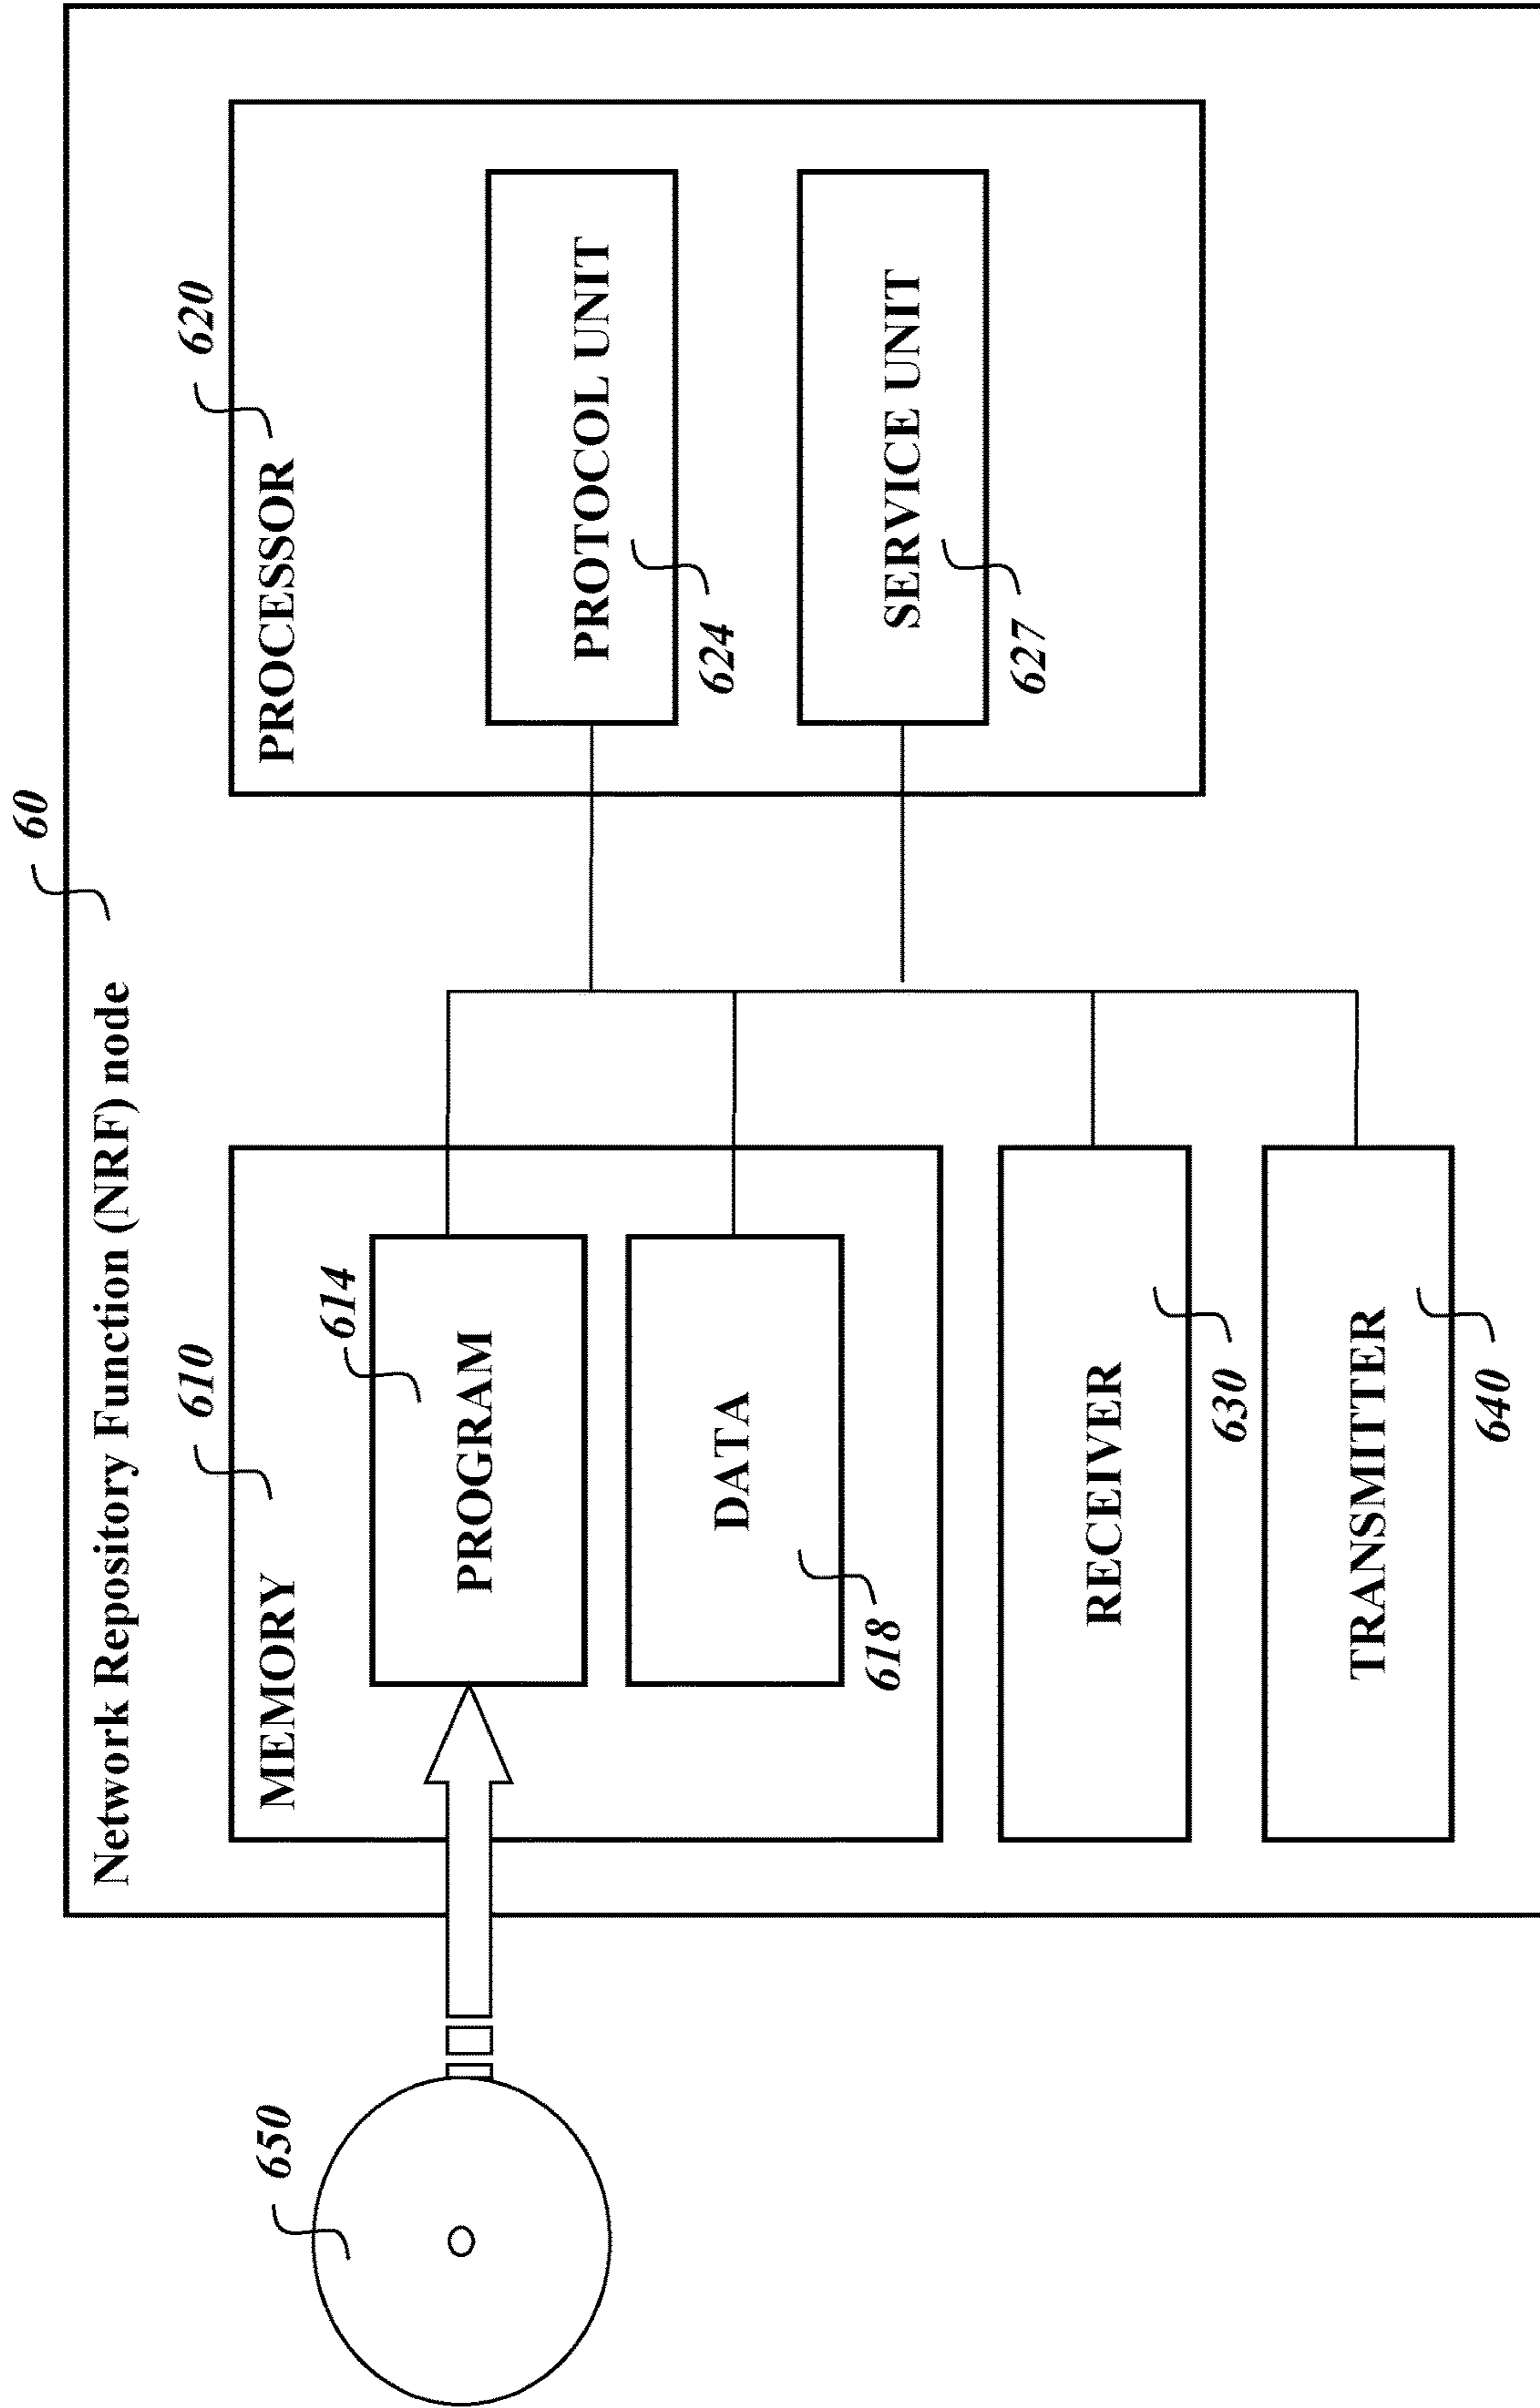 60
Network Repository Function (NRF) node
610
MEMORY
614
PROGRAM
DATA
618
RECEIVER
630
TRANSMITTER
640
620
PROCESSOR
PROTOCOL UNIT
624
SERVICE UNIT
627
650